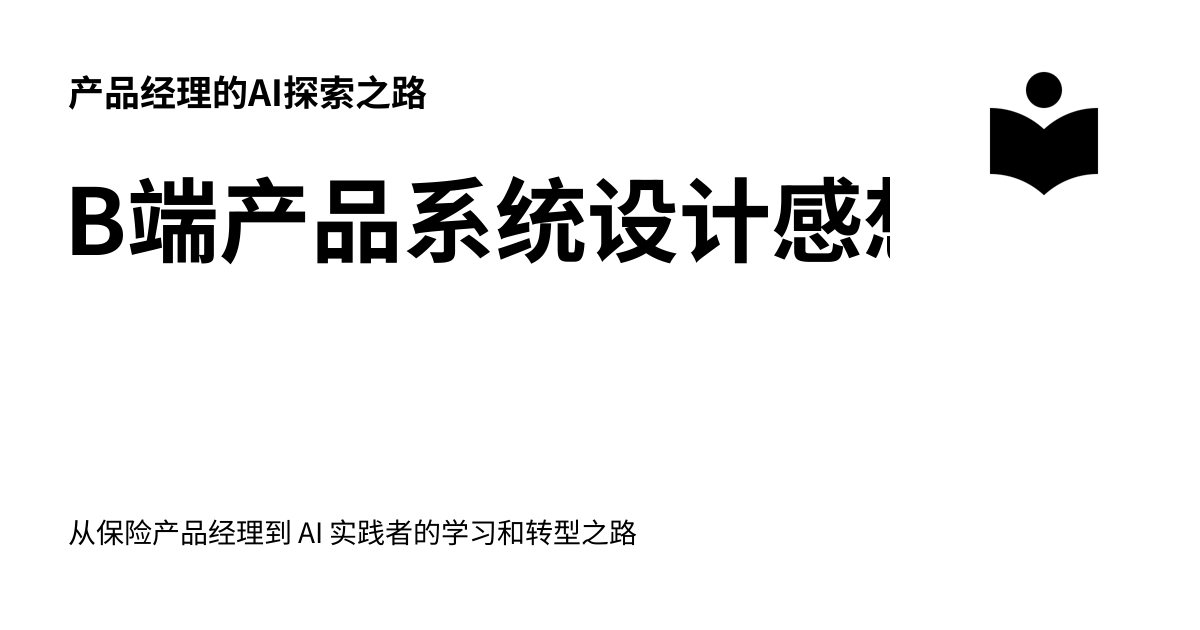 产品经理的AI探索之路
B端产品系统设计感
从保险产品经理到 AI 实践者的学习和转型之路